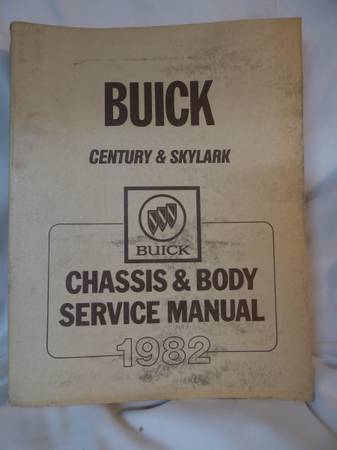 BUICK
CENTURY & SKYLARK
BUICK
CHASSIS & BODY
SERVICE MANUAL
1982